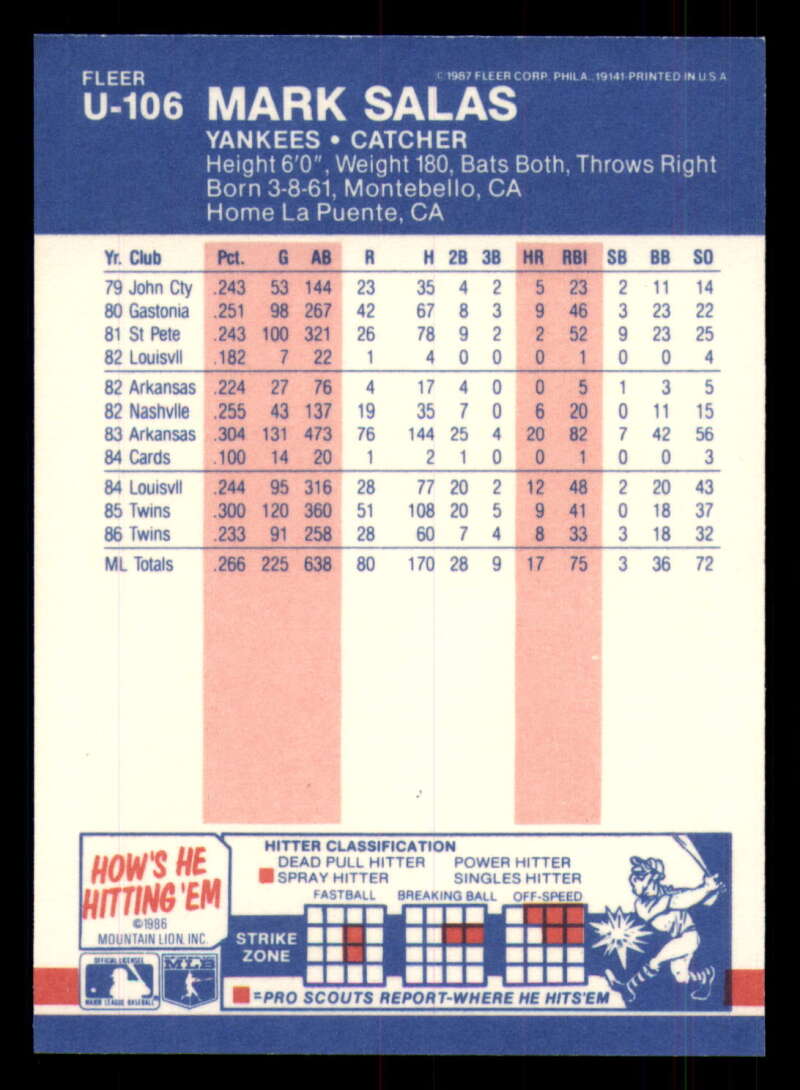 FLEER
© 1987 FLEER CORP. PHILA., 19141-PRINTED IN U.S.A
U-106 MARK SALAS
YANKEES • CATCHER
Height 6'0", Weight 180, Bats Both, Throws Right
Born 3-8-61, Montebello, CA
Home La Puente, CA
Yr. Club Pct. G AB R H 2B 3B HR RBI SB BB SO
79 John Cty .243 53 144 23 35 4 2 5 23 2 11 14
80 Gastonia .251 98 267 42 67 8 3 9 46 3 23 22
81 St Pete .243 100 321 26 78 9 2 2 52 9 23 25
82 Louisvll .182 7 22 1 4 0 0 0 1 0 0 4
82 Arkansas .224 27 76 4 17 4 0 0 5 1 3 5
82 Nashvlle .255 43 137 19 35 7 0 6 20 0 11 15
83 Arkansas .304 131 473 76 144 25 4 20 82 7 42 56
84 Cards .100 14 20 1 2 1 0 0 1 0 0 3
84 Louisvll .244 95 316 28 77 20 2 12 48 2 20 43
85 Twins .300 120 360 51 108 20 5 9 41 0 18 37
86 Twins .233 91 258 28 60 7 4 8 33 3 18 32
ML Totals .266 225 638 80 170 28 9 17 75 3 36 72
HOW'S HE
HITTING 'EM
©1986
MOUNTAIN LION, INC.
OFFICIAL LICENSEE
MAJOR LEAGUE BASEBALL
MLB
HITTER CLASSIFICATION
DEAD PULL HITTER POWER HITTER
SPRAY HITTER SINGLES HITTER
FASTBALL BREAKING BALL OFF-SPEED
STRIKE
ZONE
=PRO SCOUTS REPORT-WHERE HE HITS'EM